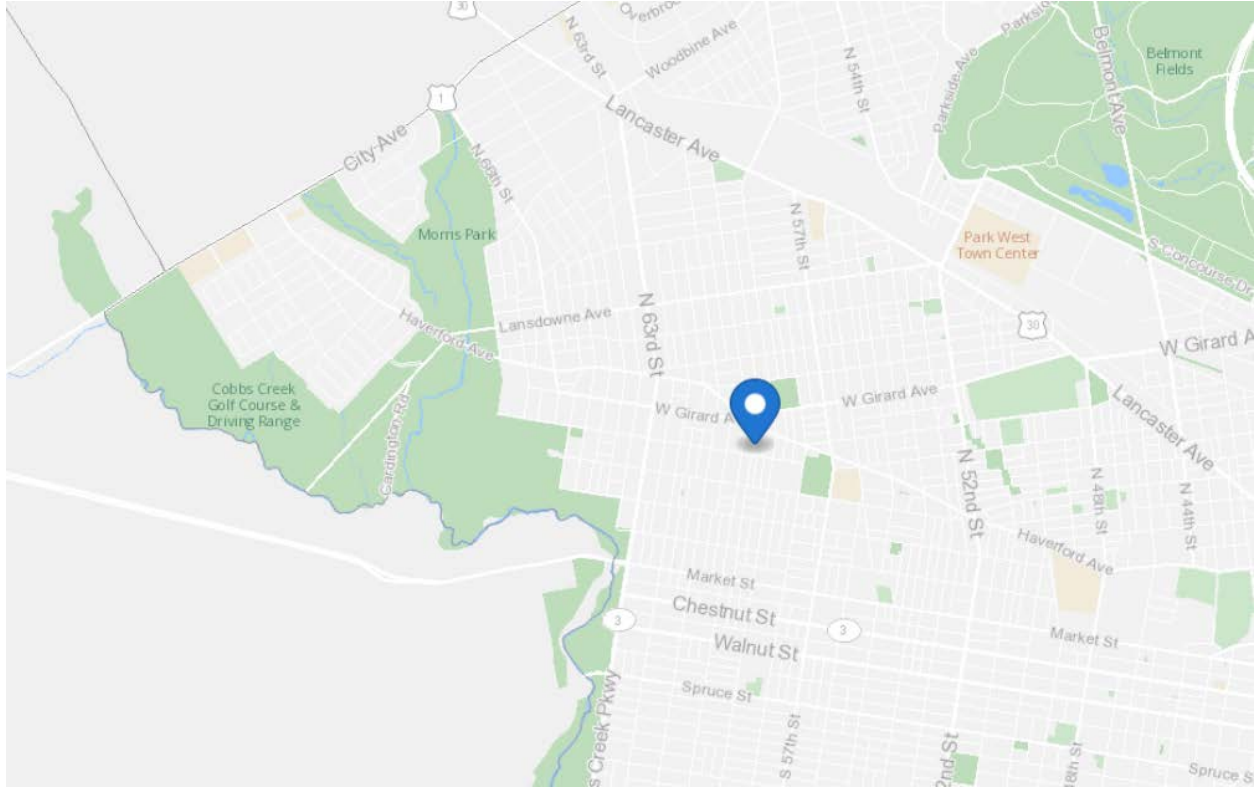 30
Overbrook
N 63rd St
Woodbine Ave
N 54th St
Parkside Ave
Belmont Ave
Belmont
Fields
1
City Ave
Lancaster Ave
N 66th St
Morris Park
N 57th St
Park West
Town Center
S Concourse Dr
Haverford Ave
Lansdowne Ave
N 63rd St
30
W Girard A
Cobbs Creek
Golf Course &
Driving Range
Cardington Rd
W Girard A
W Girard Ave
Lancaster Ave
N 52nd St
N 48th St
N 44th St
Haverford Ave
Market St
Chestnut St
3
3
Walnut St
Market St
Spruce St
s Creek Pkwy
S 57th St
2nd St
48th St
Spruce S